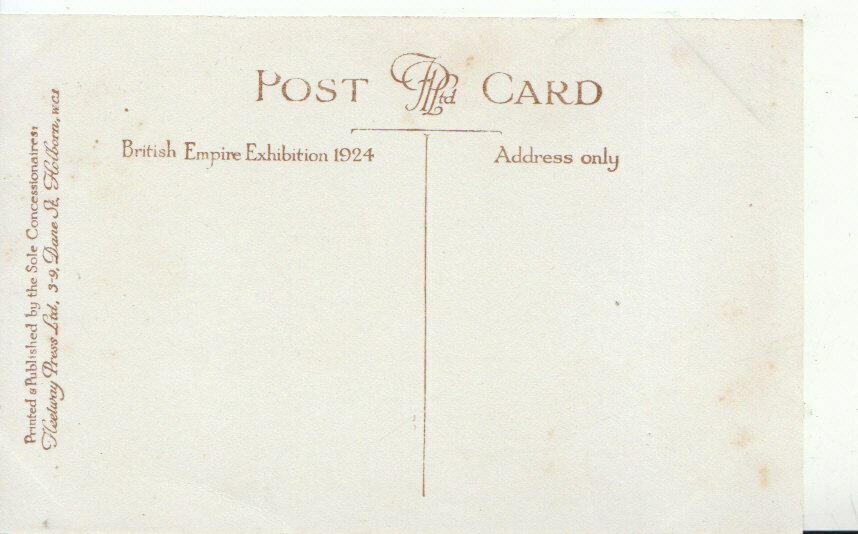 POST FPLtd CARD
British Empire Exhibition 1924
Address only
Printed & Published by the Sole Concessionaires:
Fleetway Press Ltd, 3-9, Dane St, Holborn, WC1